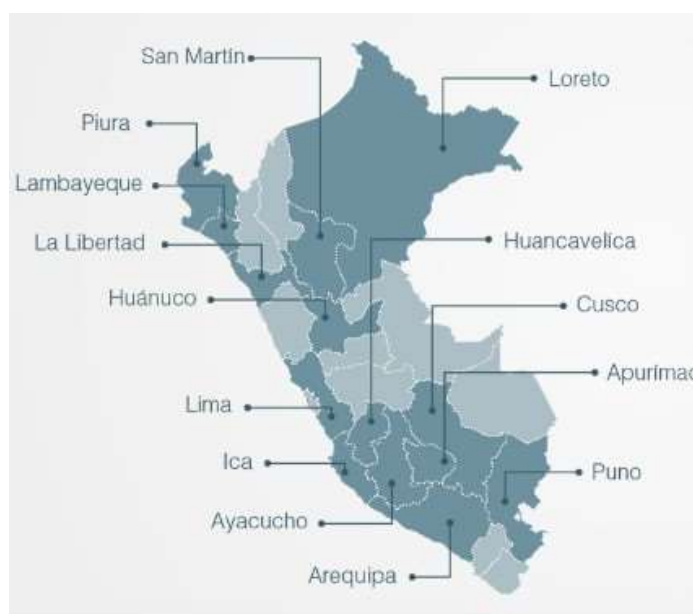 San Martín
Loreto
Piura
Lambayeque
La Libertad
Huancavelica
Huánuco
Cusco
Apurímac
Lima
Ica
Puno
Ayacucho
Arequipa